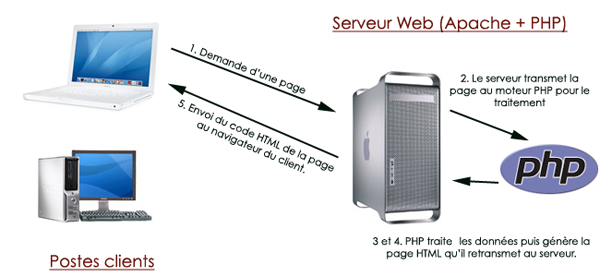 Serveur Web (Apache + PHP)
1. Demande d'une page
2. Le serveur transmet la
page au moteur PHP pour le
traitement
5. Envoi du code HTML de la page
au navigateur du client.
php
3 et 4. PHP traite les données puis génère la
page HTML qu'il retransmet au serveur.
Postes clients